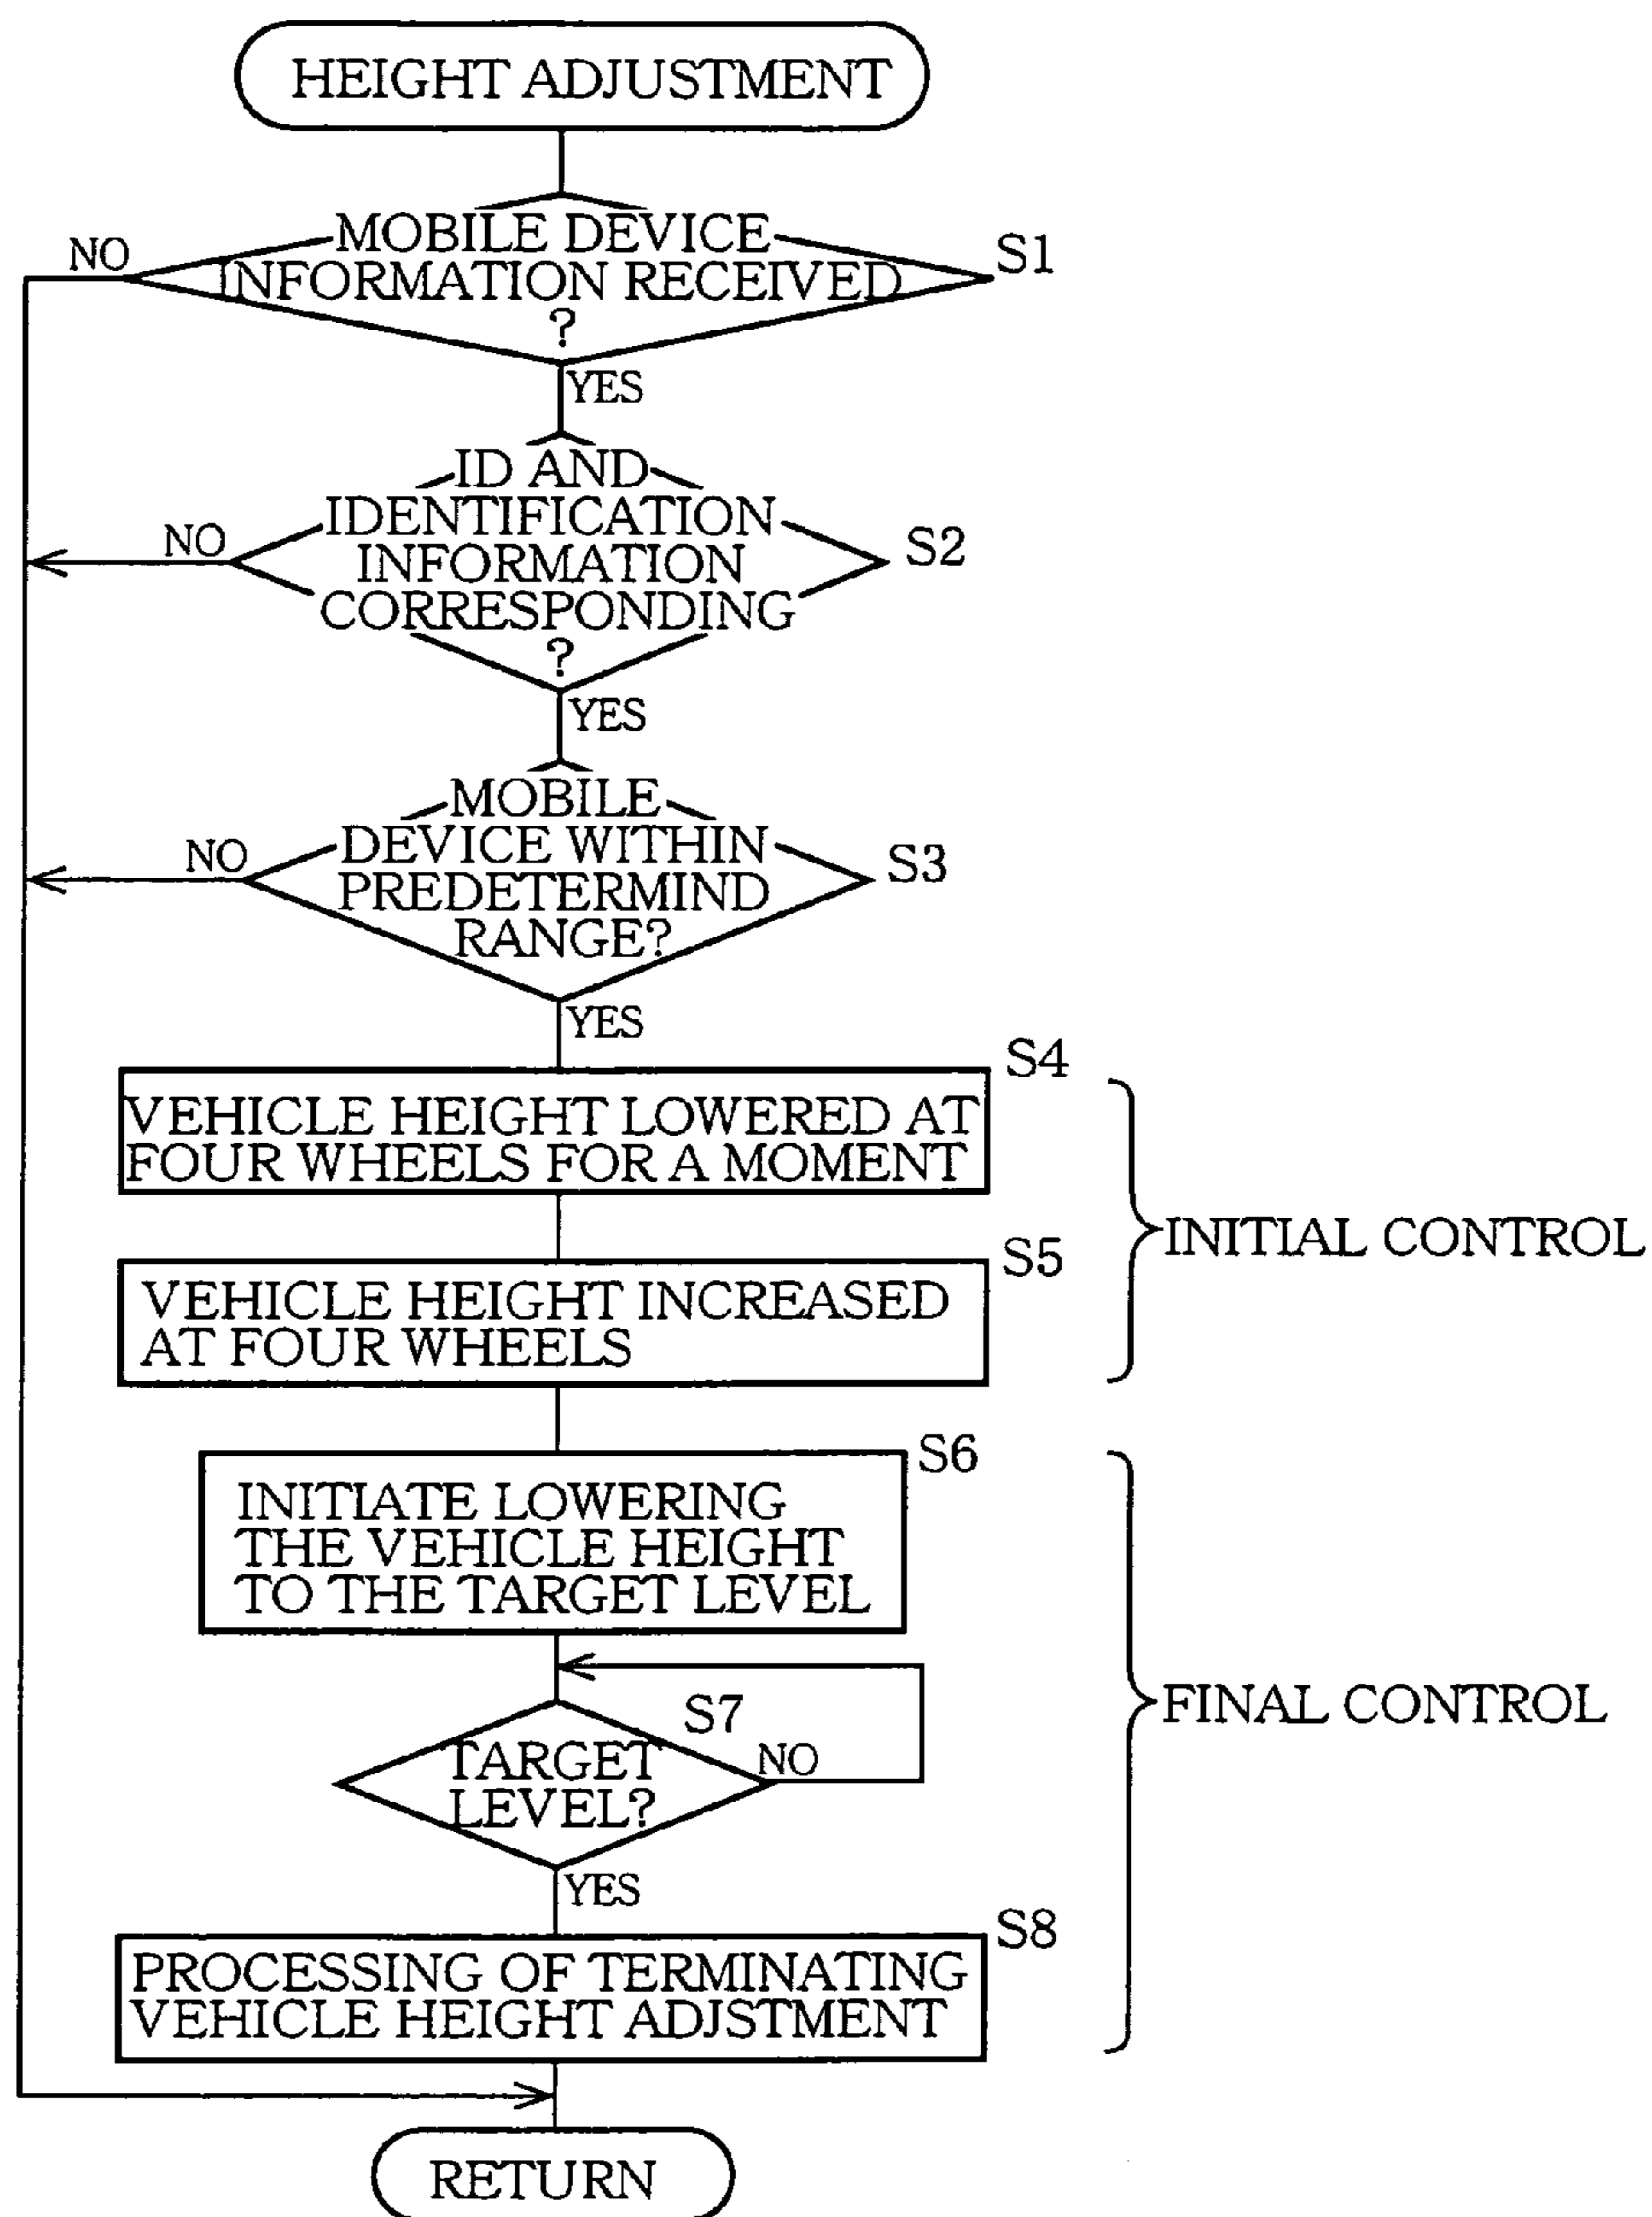 HEIGHT ADJUSTMENT
MOBILE DEVICE
INFORMATION RECEIVED
?
NO
S1
YES
ID AND
IDENTIFICATION
INFORMATION
CORRESPONDING
?
NO
S2
YES
MOBILE
DEVICE WITHIN
PREDETERMIND
RANGE?
NO
S3
YES
S4
VEHICLE HEIGHT LOWERED AT
FOUR WHEELS FOR A MOMENT
S5
VEHICLE HEIGHT INCREASED
AT FOUR WHEELS
INITIAL CONTROL
S6
INITIATE LOWERING
THE VEHICLE HEIGHT
TO THE TARGET LEVEL
S7
TARGET
LEVEL?
NO
YES
FINAL CONTROL
S8
PROCESSING OF TERMINATING
VEHICLE HEIGHT ADJSTMENT
RETURN